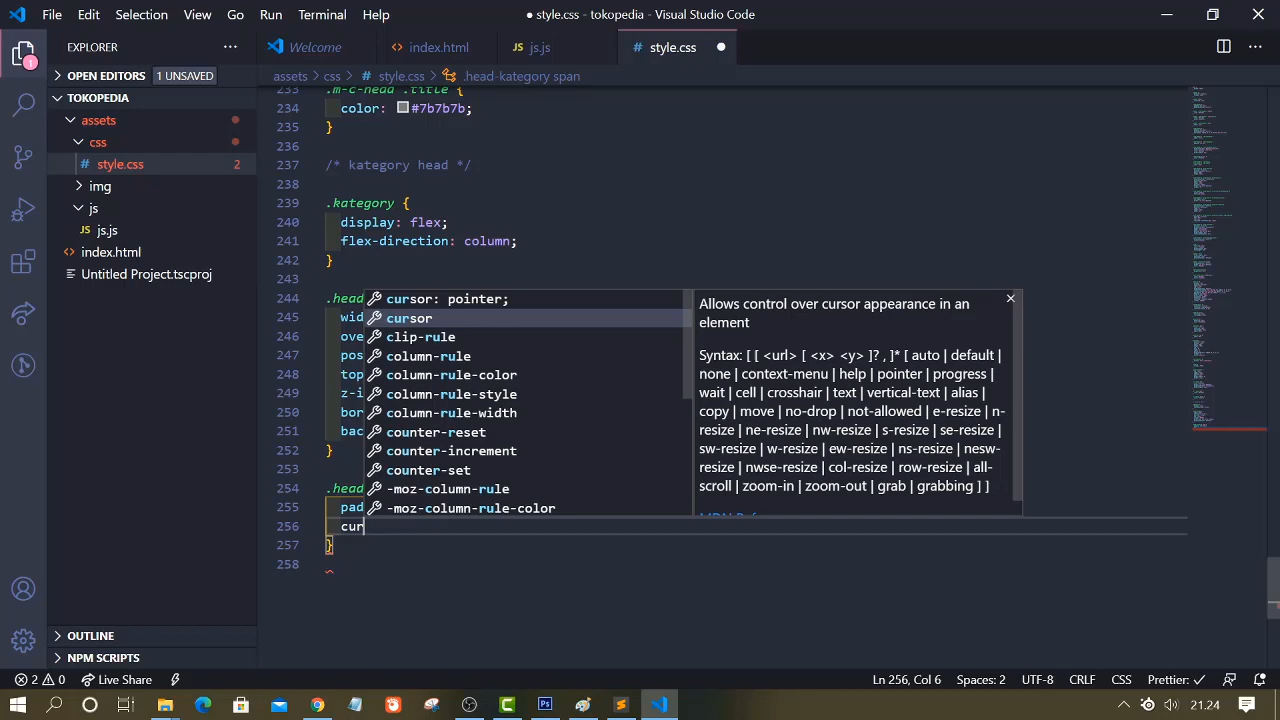 File Edit Selection View Go Run Terminal Help
● style.css - tokopedia - Visual Studio Code
EXPLORER
Welcome
index.html
js.js
style.css
OPEN EDITORS 1 UNSAVED
assets > css > # style.css > .head-kategory span
TOKOPEDIA
assets
css
# style.css 2
img
js
js.js
index.html
Untitled Project.tscproj
OUTLINE
NPM SCRIPTS
233 .m-c-head .title {
234 color: #7b7b7b;
235 }
236
237 /* kategory head */
238
239 .kategory {
240 display: flex;
241 flex-direction: column;
242 }
243
244 .head
245 wid
246 ove
247 pos
248 top
249 z-i
250 bor
251 bac
252 }
253
254 .head
255 pad
256 cur
257 }
258
cursor: pointer;
cursor
clip-rule
column-rule
column-rule-color
column-rule-style
column-rule-width
counter-reset
counter-increment
counter-set
-moz-column-rule
-moz-column-rule-color
Allows control over cursor appearance in an
element
Syntax: [ [ <url> [ <x> <y> ]? , ]* [ auto | default |
none | context-menu | help | pointer | progress |
wait | cell | crosshair | text | vertical-text | alias |
copy | move | no-drop | not-allowed | e-resize | n-
resize | ne-resize | nw-resize | s-resize | se-resize |
sw-resize | w-resize | ew-resize | ns-resize | nesw-
resize | nwse-resize | col-resize | row-resize | all-
scroll | zoom-in | zoom-out | grab | grabbing ] ]
2 0 Live Share
Ln 256, Col 6 Spaces: 2 UTF-8 CRLF CSS Prettier: ✓
21.24